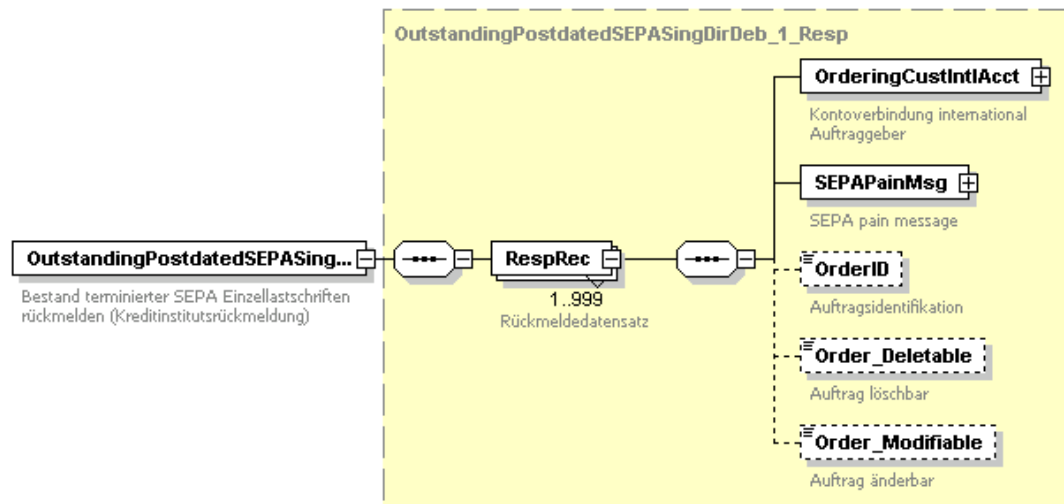 OutstandingPostdatedSEPASingDirDeb_1_Resp
OrderingCustIntlAcct
Kontoverbindung international
Auftraggeber
SEPAPainMsg
SEPA pain message
OutstandingPostdatedSEPASing...
Bestand terminierter SEPA Einzellastschriften
rückmelden (Kreditinstitutsrückmeldung)
RespRec
1..999
Rückmeldedatensatz
OrderID
Auftragsidentifikation
Order_Deletable
Auftrag löschbar
Order_Modifiable
Auftrag änderbar